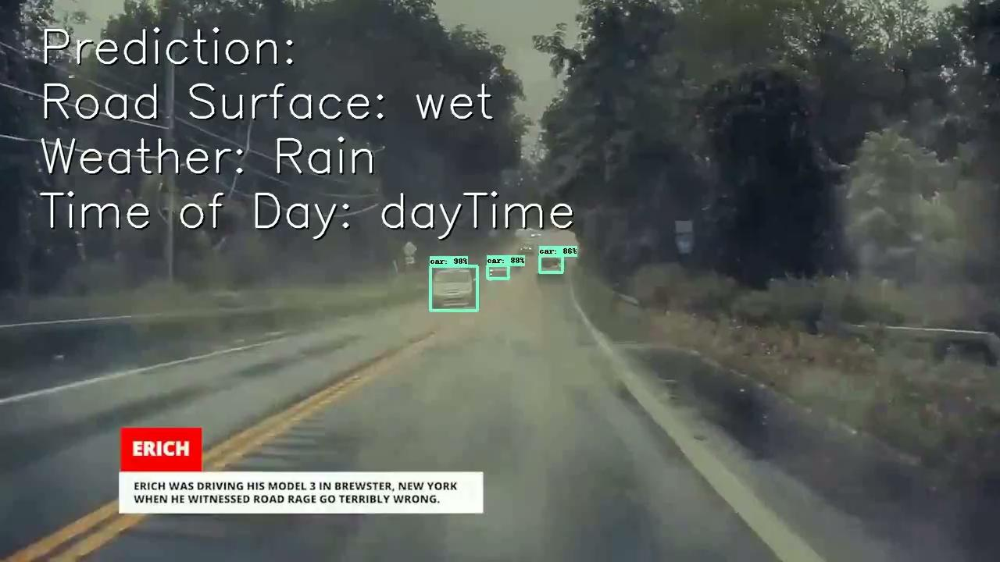 Prediction:
Road Surface: wet
Weather: Rain
Time of Day: dayTime
car: 98%
car: 88%
car: 86%
ERICH
ERICH WAS DRIVING HIS MODEL 3 IN BREWSTER, NEW YORK
WHEN HE WITNESSED ROAD RAGE GO TERRIBLY WRONG.